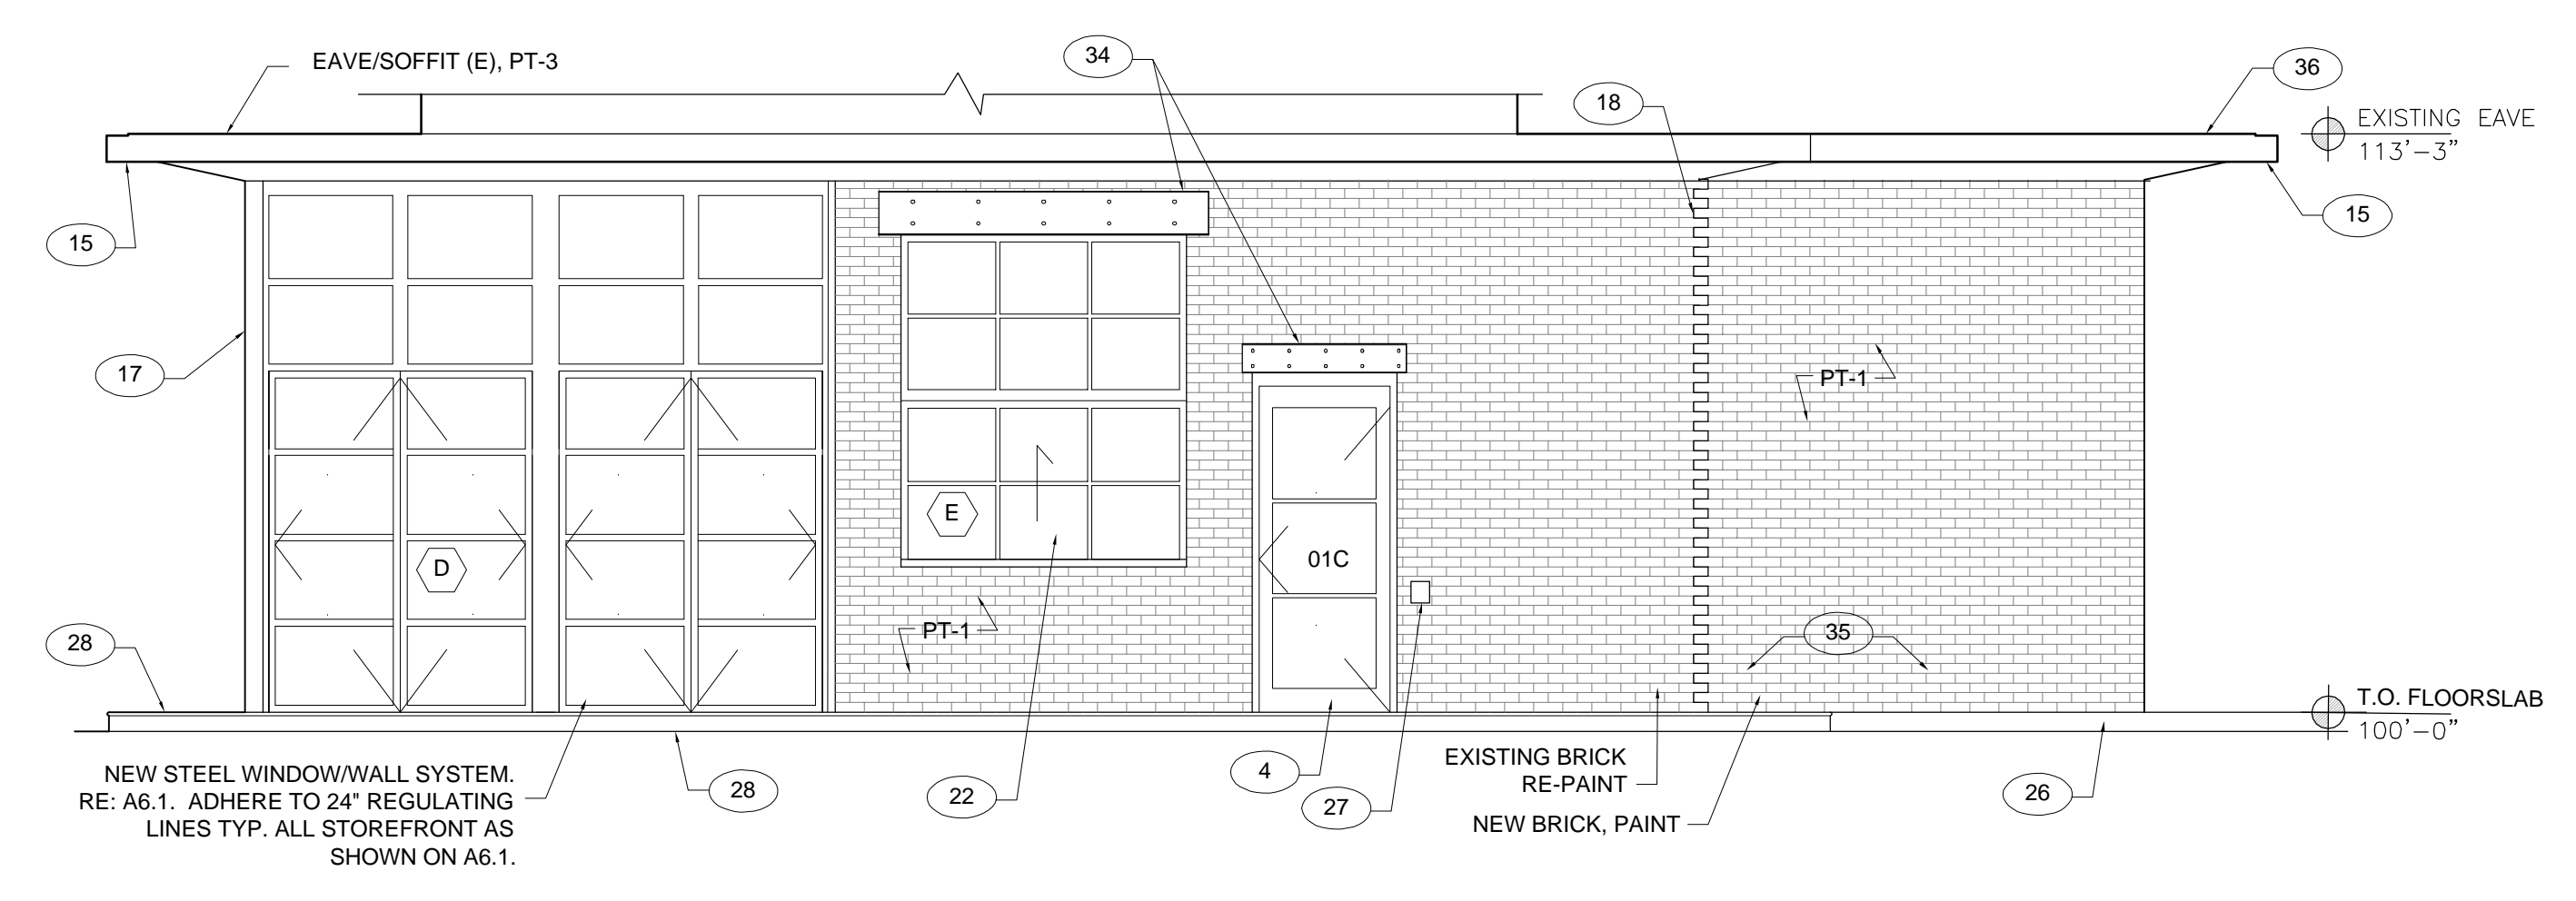 EAVE/SOFFIT (E), PT-3
34
36
18
EXISTING EAVE
113'-3"
15
15
17
PT-1
E
01C
D
PT-1
28
35
T.O. FLOORSLAB
100'-0"
NEW STEEL WINDOW/WALL SYSTEM.
RE: A6.1. ADHERE TO 24" REGULATING
LINES TYP. ALL STOREFRONT AS
SHOWN ON A6.1.
28
22
4
27
EXISTING BRICK
RE-PAINT
NEW BRICK, PAINT
26